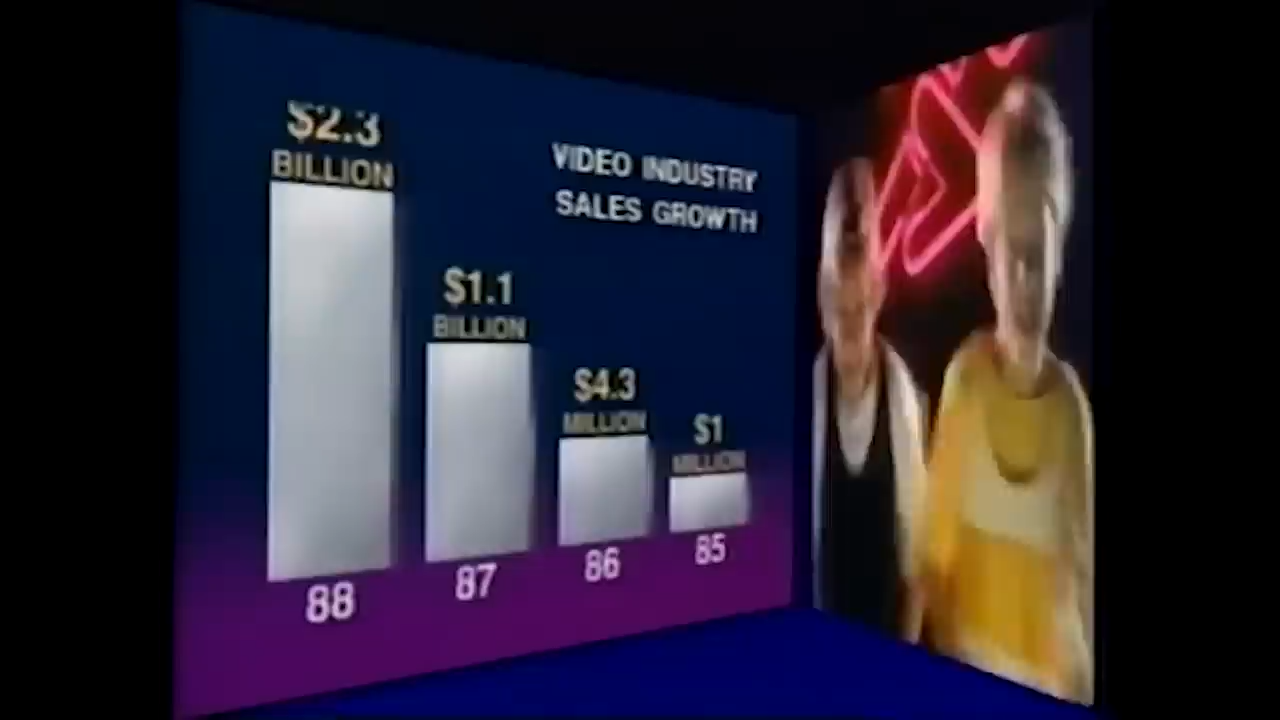 VIDEO INDUSTRY
SALES GROWTH
$2.3
BILLION
$1.1
BILLION
$4.3
MILLION
$1
MILLION
88
87
86
85